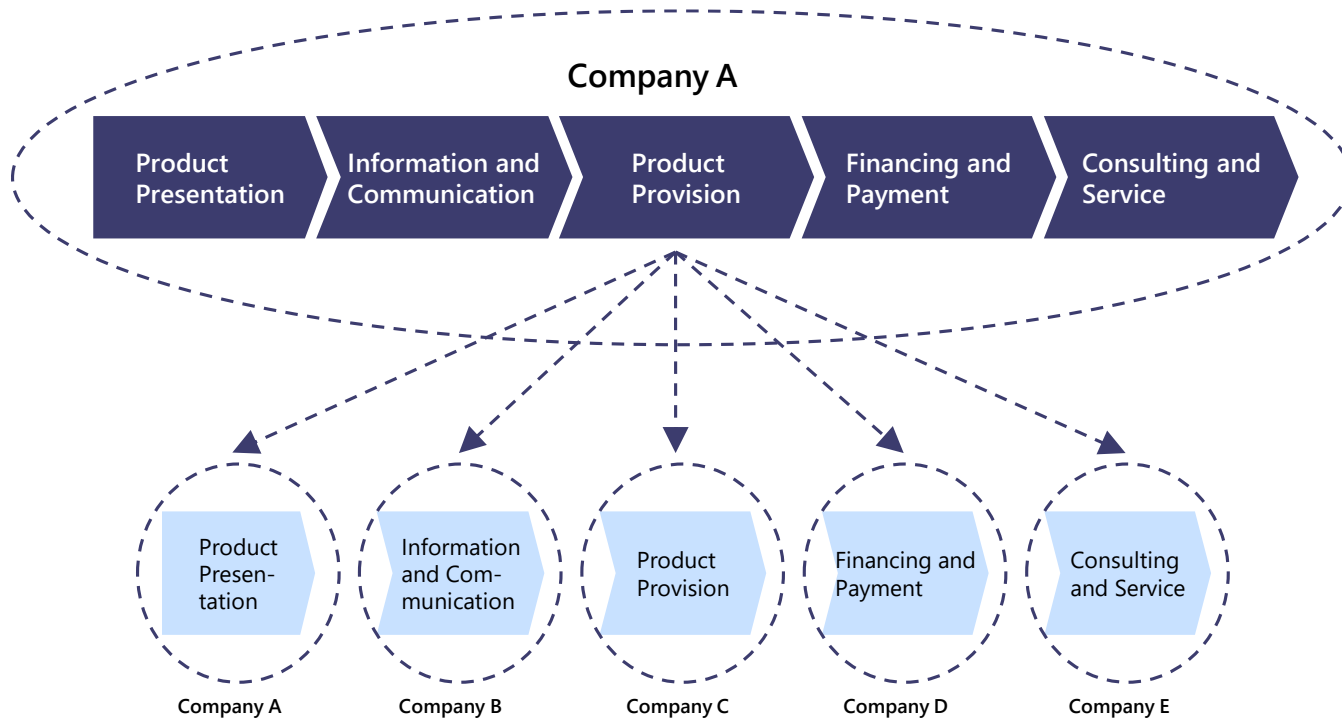 Company A
Product
Presentation
Information and
Communication
Product
Provision
Financing and
Payment
Consulting and
Service
Product
Presen-
tation
Information
and Com-
munication
Product
Provision
Financing and
Payment
Consulting
and Service
Company A
Company B
Company C
Company D
Company E